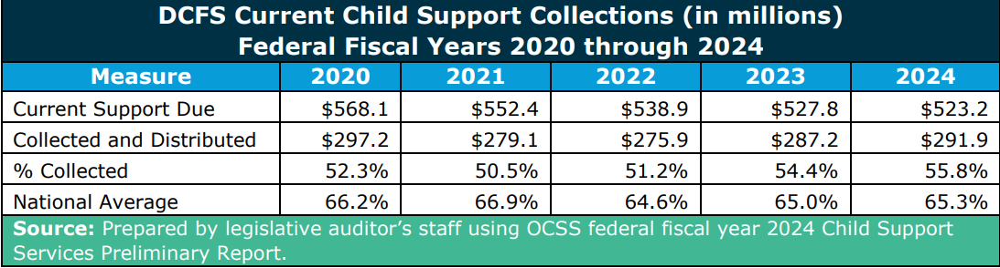 DCFS Current Child Support Collections (in millions)
Federal Fiscal Years 2020 through 2024
Measure 2020 2021 2022 2023 2024
Current Support Due $568.1 $552.4 $538.9 $527.8 $523.2
Collected and Distributed $297.2 $279.1 $275.9 $287.2 $291.9
% Collected 52.3% 50.5% 51.2% 54.4% 55.8%
National Average 66.2% 66.9% 64.6% 65.0% 65.3%
Source: Prepared by legislative auditor’s staff using OCSS federal fiscal year 2024 Child Support
Services Preliminary Report.